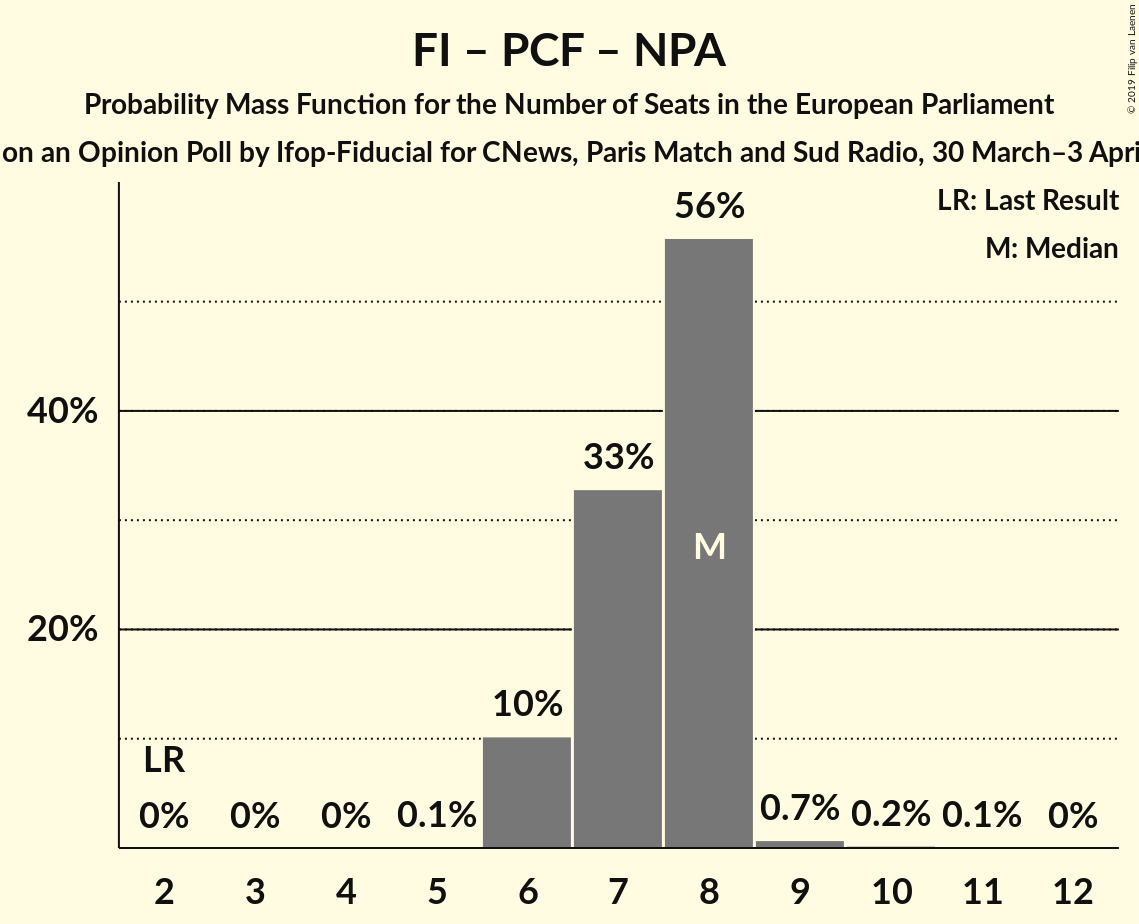 FI – PCF – NPA
Probability Mass Function for the Number of Seats in the European Parliament
on an Opinion Poll by Ifop-Fiducial for CNews, Paris Match and Sud Radio, 30 March–3 Apri
© 2019 Filip van Laenen
LR: Last Result
M: Median
56%
40%
33%
M
20%
10%
LR
0% 0% 0% 0.1% 0.7% 0.2% 0.1% 0%
2 3 4 5 6 7 8 9 10 11 12